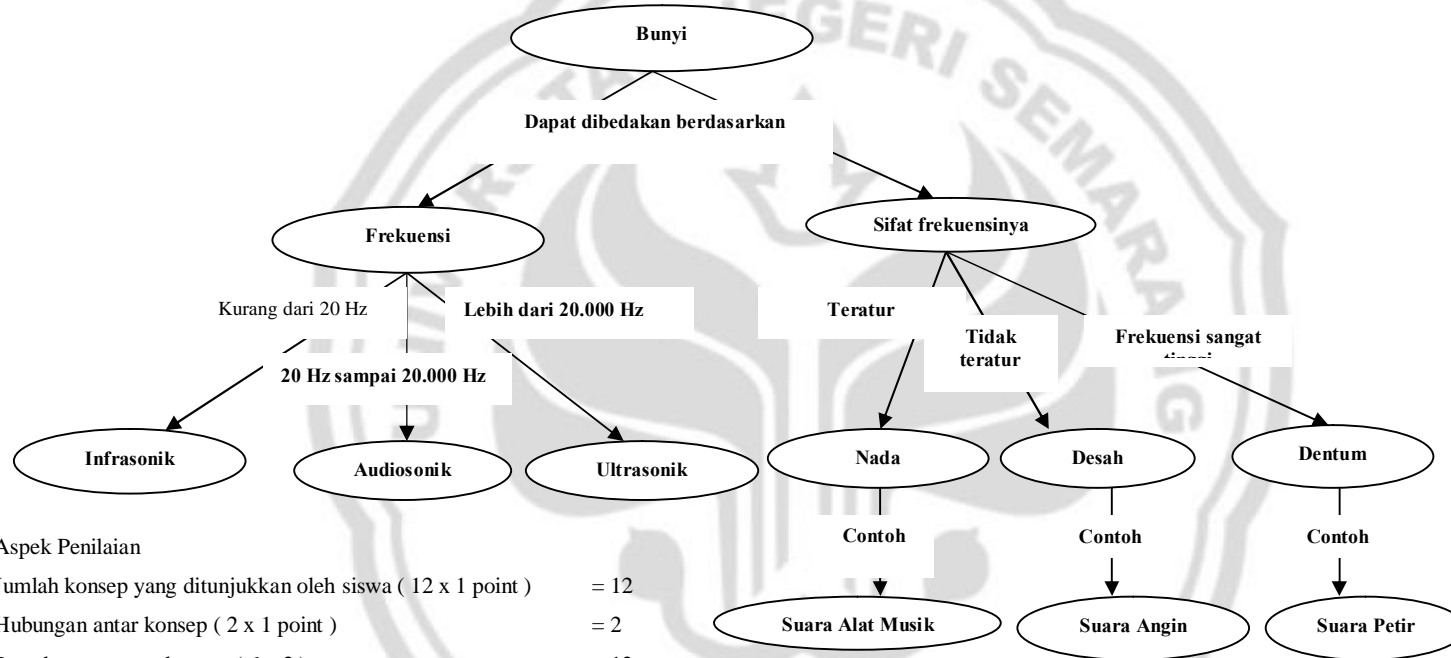 Bunyi
Dapat dibedakan berdasarkan
Frekuensi
Sifat frekuensinya
Kurang dari 20 Hz
Lebih dari 20.000 Hz
20 Hz sampai 20.000 Hz
Teratur
Tidak
teratur
Frekuensi sangat
Infrasonik
Audiosonik
Ultrasonik
Nada
Desah
Dentum
Contoh
Contoh
Contoh
Suara Alat Musik
Suara Angin
Suara Petir
Aspek Penilaian
Jumlah konsep yang ditunjukkan oleh siswa ( 12 x 1 point ) = 12
Hubungan antar konsep ( 2 x 1 point ) = 2
NEGERI SEMARANG